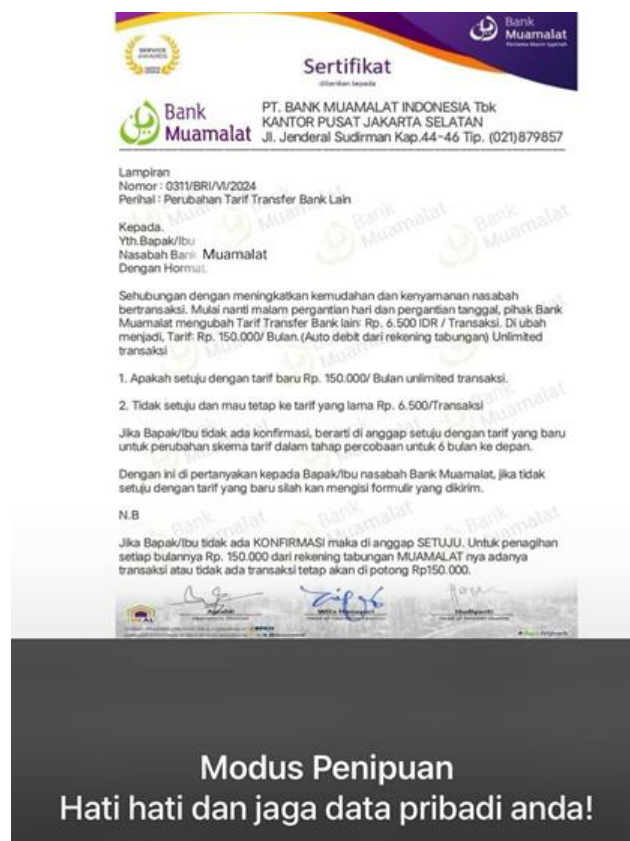 SERVICE
AWARDS
Bank
Muamalat
Pertama Murni Syariah
Sertifikat
diberikan kepada
Bank
Muamalat
PT. BANK MUAMALAT INDONESIA Tbk
KANTOR PUSAT JAKARTA SELATAN
Jl. Jenderal Sudirman Kap.44-46 Tip. (021)879857
Lampiran
Nomor : 0311/BRI/VI/2024
Perihal : Perubahan Tarif Transfer Bank Lain
Kepada.
Yth.Bapak/Ibu
Nasabah Bank Muamalat
Dengan Hormat.
Sehubungan dengan meningkatkan kemudahan dan kenyamanan nasabah
bertransaksi. Mulai nanti malam pergantian hari dan pergantian tanggal, pihak Bank
Muamalat mengubah Tarif Transfer Bank lain: Rp. 6.500 IDR / Transaksi. Di ubah
menjadi, Tarif: Rp. 150.000/ Bulan.(Auto debit dari rekening tabungan) Unlimited
transaksi
1. Apakah setuju dengan tarif baru Rp. 150.000/ Bulan unlimited transaksi.
2. Tidak setuju dan mau tetap ke tarif yang lama Rp. 6.500/Transaksi
Jika Bapak/Ibu tidak ada konfirmasi, berarti di anggap setuju dengan tarif yang baru
untuk perubahan skema tarif dalam tahap percobaan untuk 6 bulan ke depan.
Dengan ini di pertanyakan kepada Bapak/Ibu nasabah Bank Muamalat, jika tidak
setuju dengan tarif yang baru silah kan mengisi formulir yang dikirim.
N.B
Jika Bapak/Ibu tidak ada KONFIRMASI maka di anggap SETUJU. Untuk penagihan
setiap bulannya Rp. 150.000 dari rekening tabungan MUAMALAT nya adanya
transaksi atau tidak ada transaksi tetap akan di potong Rp150.000.
Modus Penipuan
Hati hati dan jaga data pribadi anda!